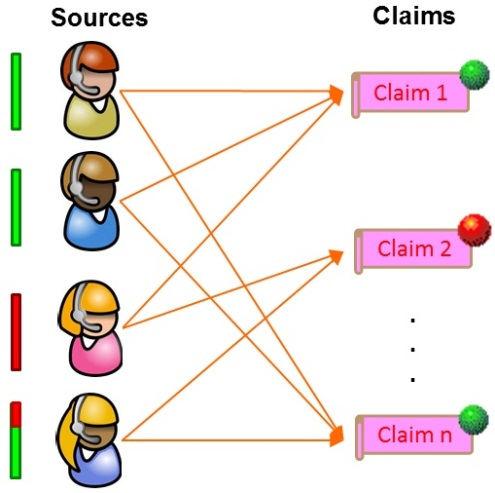 Sources
Claims
Claim 1
Claim 2
.
.
.
Claim n